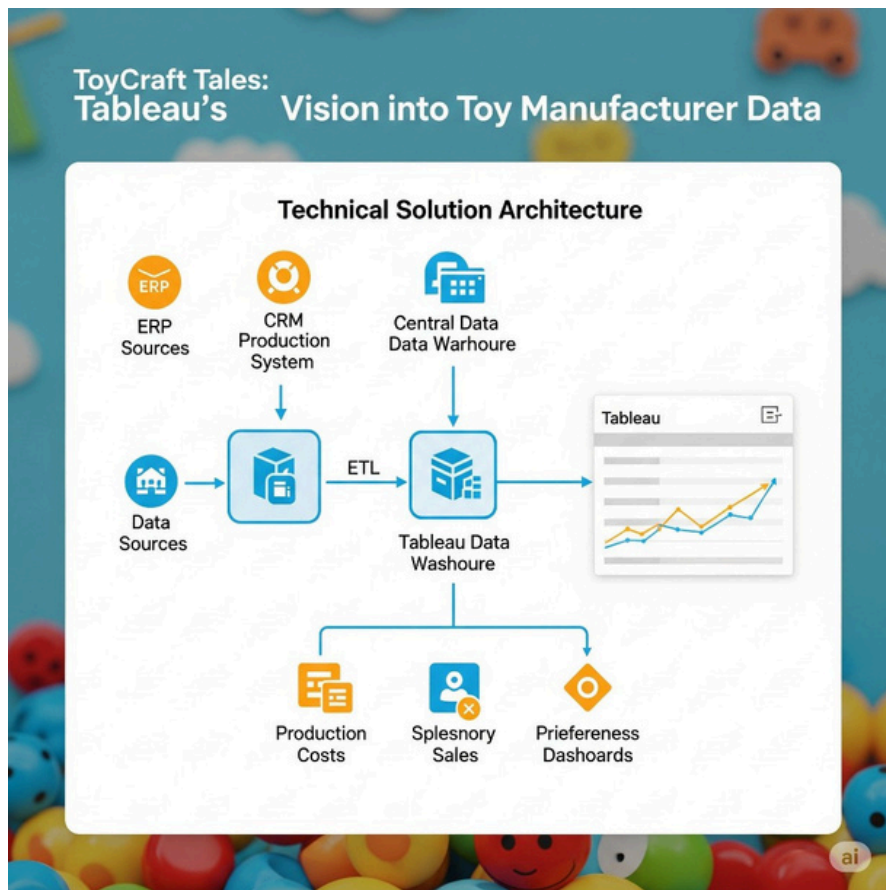 ToyCraft Tales:
Tableau's Vision into Toy Manufacturer Data
Technical Solution Architecture
ERP
ERP
Sources
CRM
Production
System
Central Data
Data Warhoure
Tableau
Data
Sources
ETL
Tableau Data
Washoure
Production
Costs
Splesnory
Sales
Priefereness
Dashoards
ai